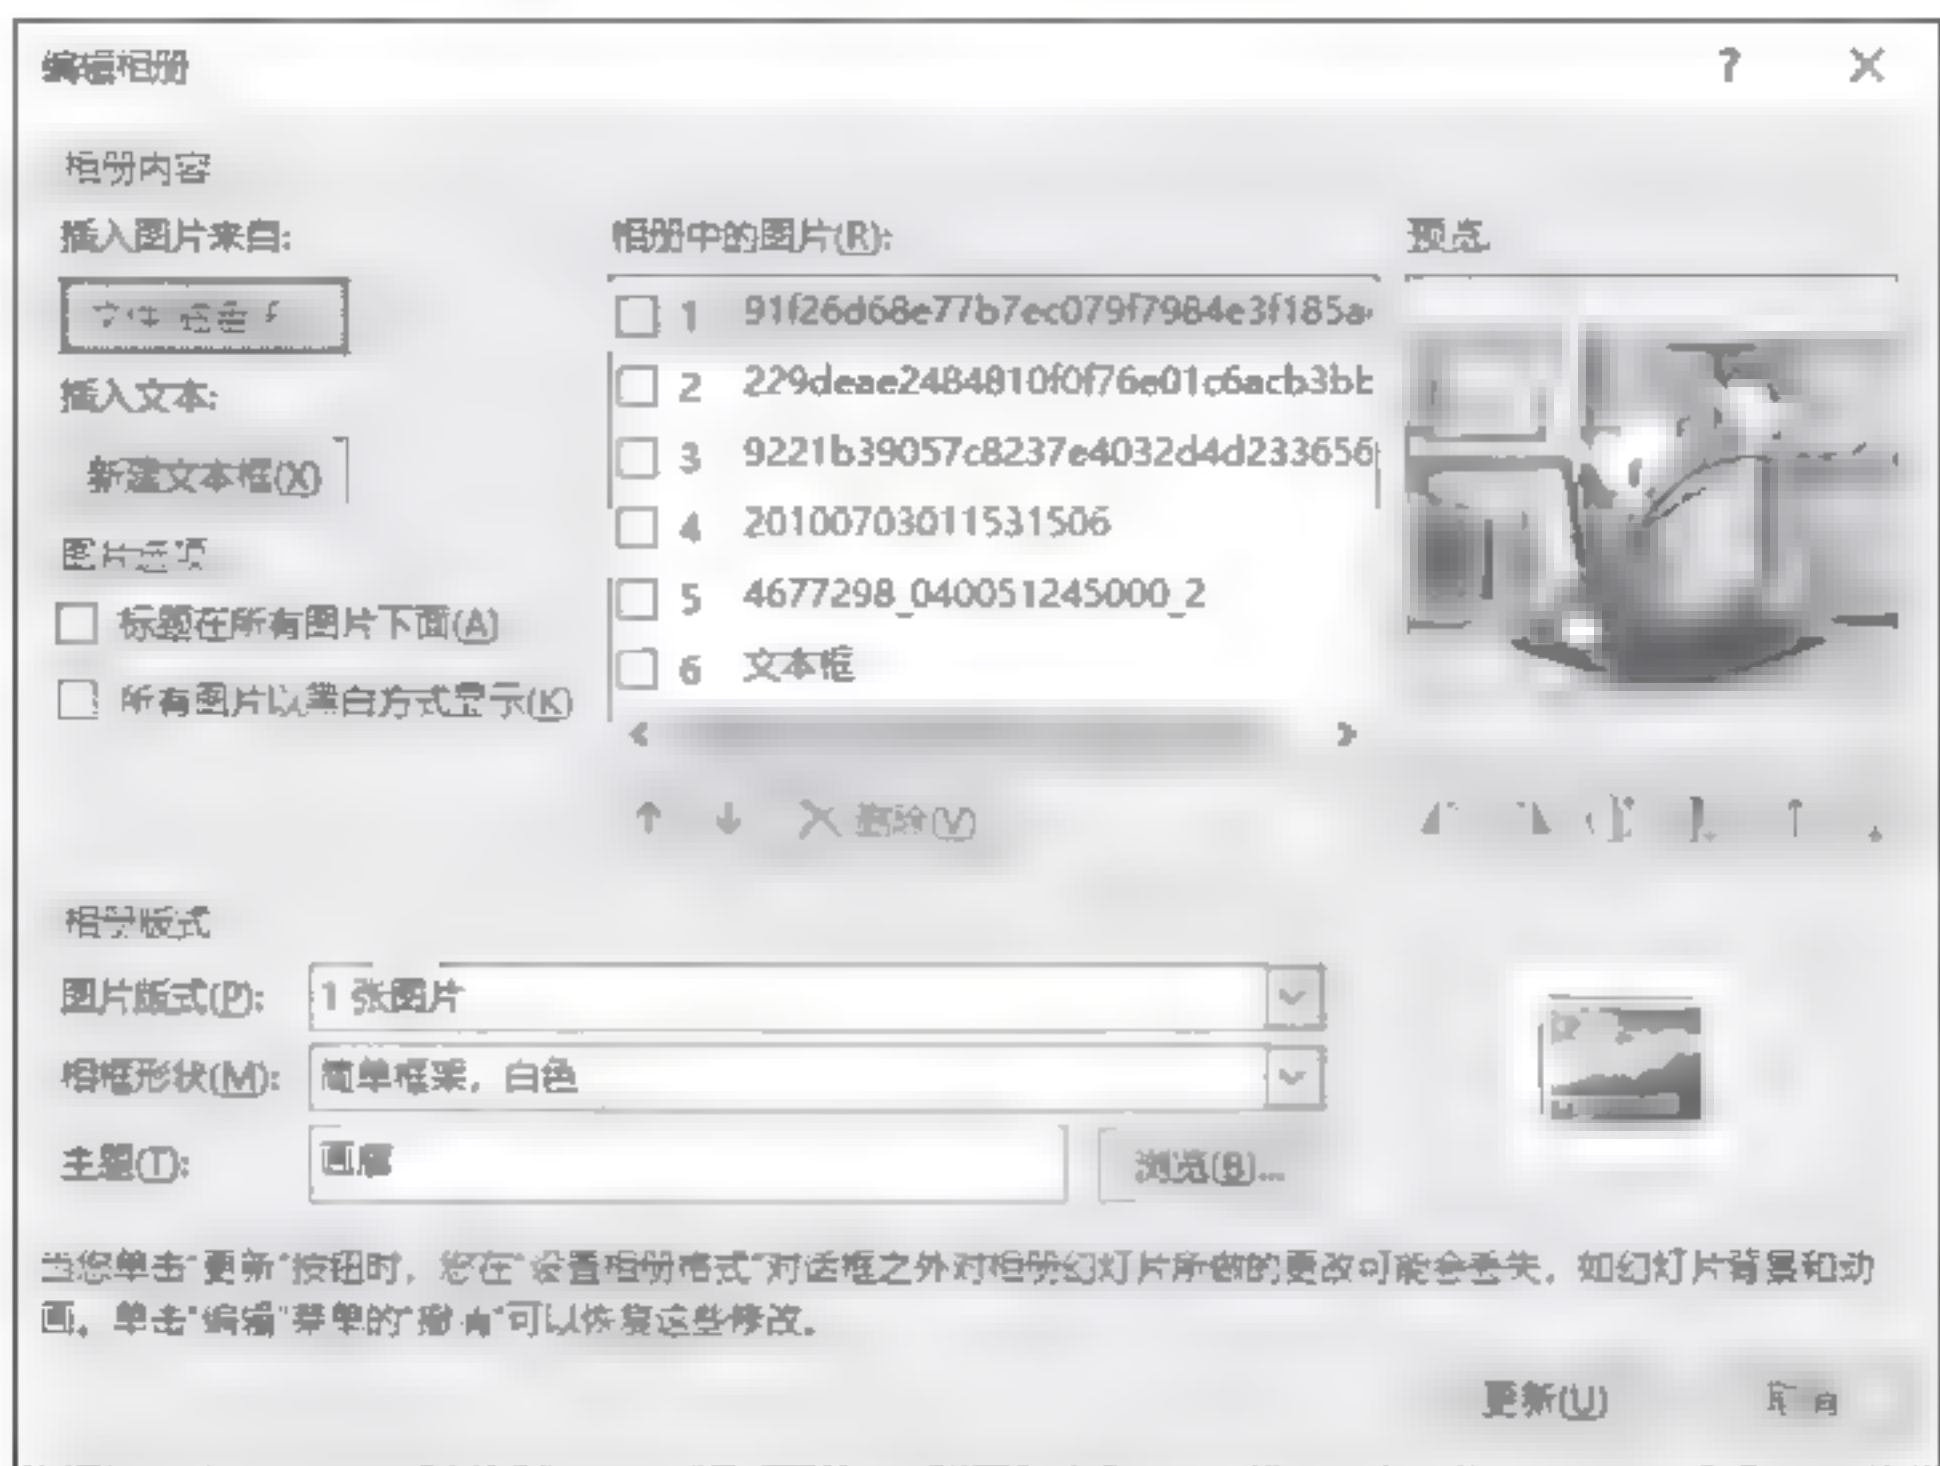 编辑相册
?
相册内容
插入图片来自:
插入文本:
新建文本框(X)
图片选项
标题在所有图片下面(A)
所有图片以黑白方式显示(K)
相册中的图片(R):
1 91f26d68e77b7ec079f7984e3f185a
2 229deae2484810f0f76e01c6acb3bb
3 9221b39057c8237e4032d4d233656
4 20100703011531506
5 4677298_040051245000_2
6 文本框
删除(V)
预览
相册版式
图片版式(P): 1 张图片
相框形状(M): 简单框架，白色
主题(T): 画廊 浏览(B)...
当您单击"更新"按钮时，您在"设置相册格式"对话框之外对相册幻灯片所做的更改可能会丢失，如幻灯片背景和动
画。单击"编辑"菜单的"撤消"可以恢复这些修改。
更新(U)